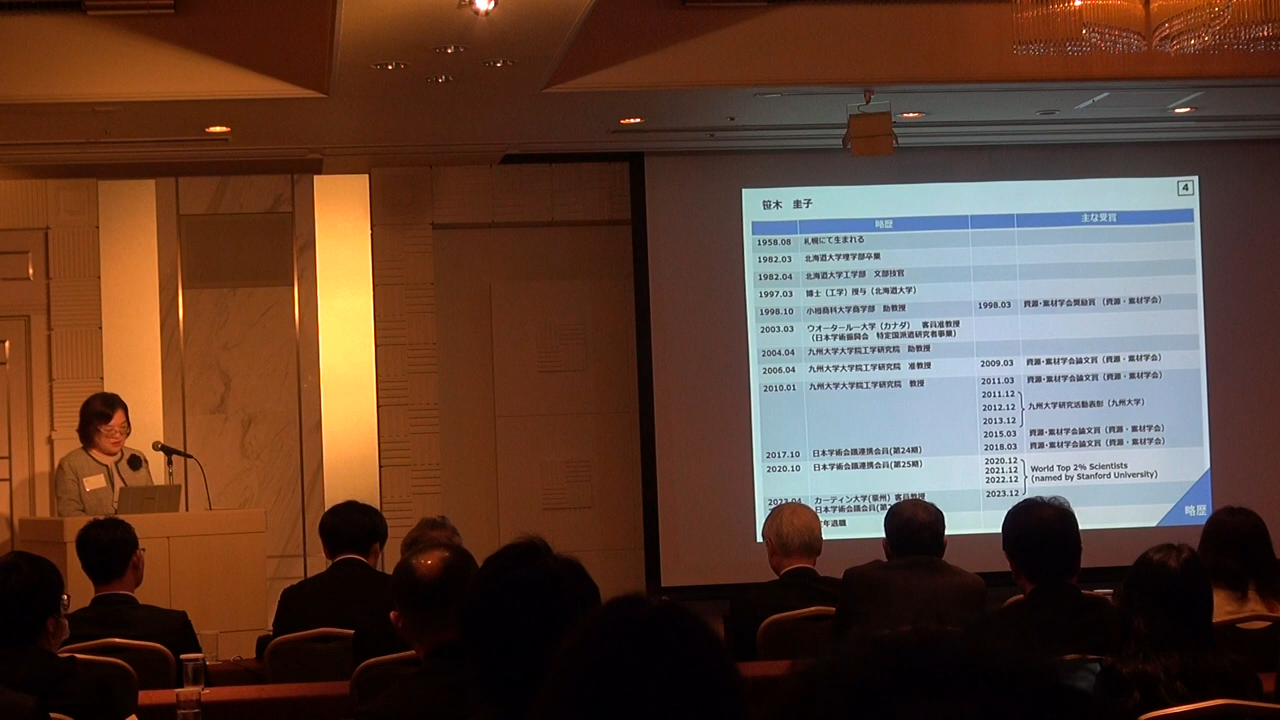 4
笹木 圭子
略歴 主な受賞
1958.08 札幌にて生まれる
1982.03 北海道大学理学部卒業
1982.04 北海道大学工学部 文部技官
1997.03 博士（工学）授与（北海道大学）
1998.10 小樽商科大学商学部 助教授 1998.03 資源・素材学会奨励賞（資源・素材学会）
2003.03 ウオータールー大学（カナダ） 客員准教授
（日本学術振興会 特定国派遣研究者事業）
2004.04 九州大学大学院工学研究院 助教授
2006.04 九州大学大学院工学研究院 准教授 2009.03 資源・素材学会論文賞（資源・素材学会）
2010.01 九州大学大学院工学研究院 教授 2011.03 資源・素材学会論文賞（資源・素材学会）
2011.12
2012.12 九州大学研究活動表彰（九州大学）
2013.12
2015.03 資源・素材学会論文賞（資源・素材学会）
2017.10 日本学術会議連携会員(第24期) 2018.03 資源・素材学会論文賞（資源・素材学会）
2020.10 日本学術会議連携会員(第25期) 2020.12
2021.12 World Top 2% Scientists
2022.12 (named by Stanford University)
2023.04 カーティン大学(豪州) 客員教授 2023.12
日本学術会議会員(第
年退職
略歴